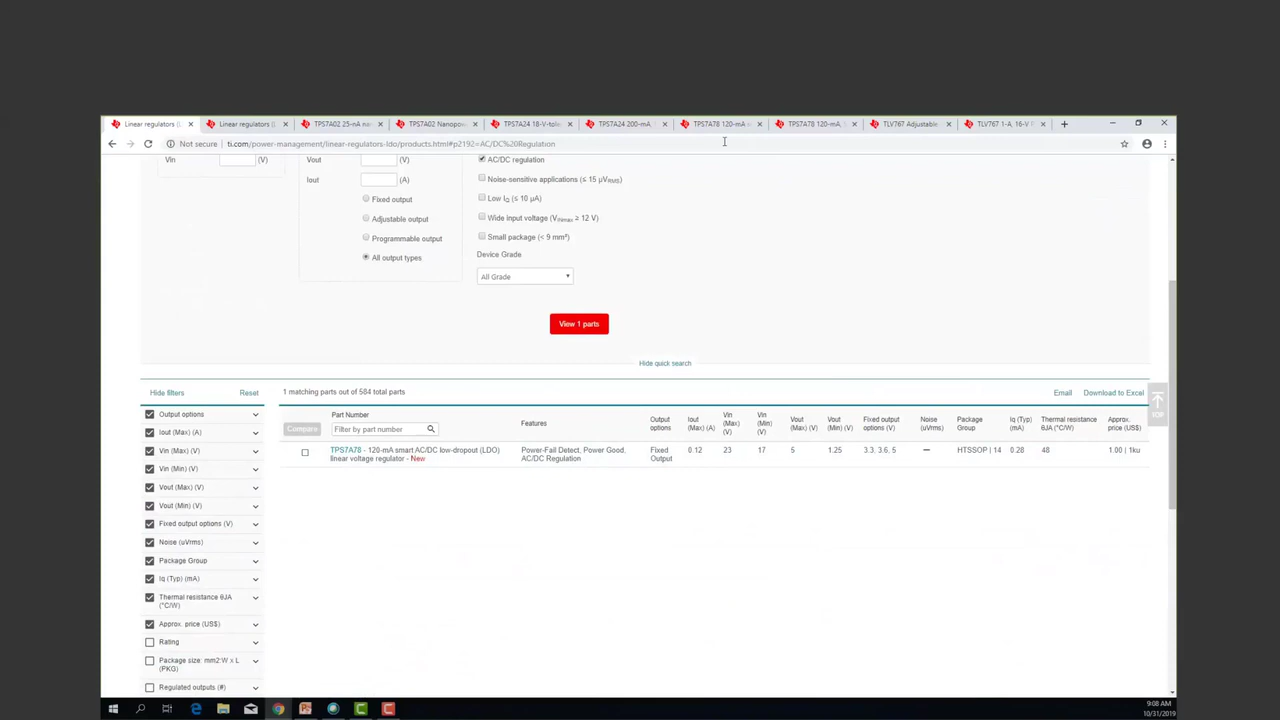 Linear regulators (L
Linear regulators (L
TPS7A02 25-nA na
TPS7A02 Nanopow
TPS7A24 18-V-tole
TPS7A24 200-mA,
TPS7A78 120-mA s
TPS7A78 120-mA, S
TLV767 Adjustable
TLV767 1-A, 16-V P
Not secure
ti.com/power-management/linear-regulators-ldo/products.html#p2192=AC/DC%20Regulation
Vin (V)
Vout (V)
AC/DC regulation
Iout (A)
Noise-sensitive applications (≤ 15 μVRMS)
Fixed output
Low IQ (≤ 10 μA)
Adjustable output
Wide input voltage (Vinmax ≥ 12 V)
Programmable output
Small package (< 9 mm²)
All output types
Device Grade
All Grade
View 1 parts
Hide quick search
Hide filters
Reset
1 matching parts out of 584 total parts
Email
Download to Excel
Output options
Iout (Max) (A)
Vin (Max) (V)
Vin (Min) (V)
Vout (Max) (V)
Vout (Min) (V)
Fixed output options (V)
Noise (uVrms)
Package Group
Iq (Typ) (mA)
Thermal resistance θJA
(°C/W)
Approx. price (US$)
Rating
Package size: mm2:W x L
(PKG)
Regulated outputs (#)
Compare
Part Number
Filter by part number
Features
Output
options
Iout
(Max) (A)
Vin
(Max)
(V)
Vin
(Min)
(V)
Vout
(Max) (V)
Vout
(Min) (V)
Fixed output
options (V)
Noise
(uVrms)
Package
Group
Iq (Typ)
(mA)
Thermal resistance
θJA (°C/W)
Approx.
price (US$)
TPS7A78 - 120-mA smart AC/DC low-dropout (LDO)
linear voltage regulator - New
Power-Fail Detect, Power Good,
AC/DC Regulation
Fixed
Output
0.12
23
17
5
1.25
3.3, 3.6, 5
—
HTSSOP | 14
0.28
48
1.00 | 1ku
TOP
9:08 AM
10/31/2019